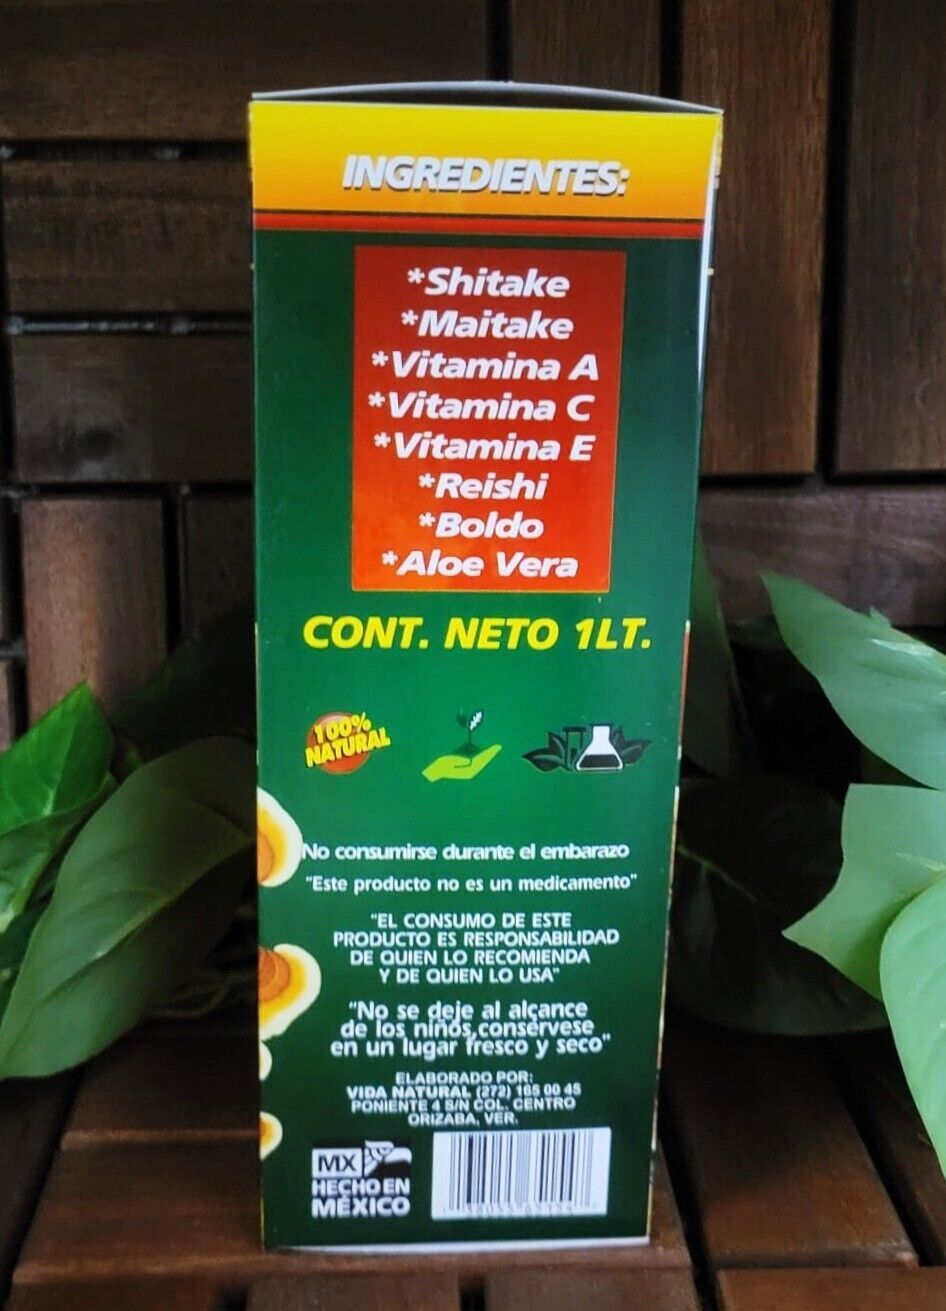 INGREDIENTES:
*Shitake
*Maitake
*Vitamina A
*Vitamina C
*Vitamina E
*Reishi
*Boldo
*Aloe Vera
CONT. NETO 1LT.
100%
NATURAL
No consumirse durante el embarazo
"Este producto no es un medicamento"
"EL CONSUMO DE ESTE
PRODUCTO ES RESPONSABILIDAD
DE QUIEN LO RECOMIENDA
Y DE QUIEN LO USA"
"No se deje al alcance
de los niños,consérvese
en un lugar fresco y seco"
ELABORADO POR:
VIDA NATURAL (272) 165 00 45
PONIENTE 4 S/N COL. CENTRO
ORIZABA, VER.
MX
HECHO EN
MÉXICO